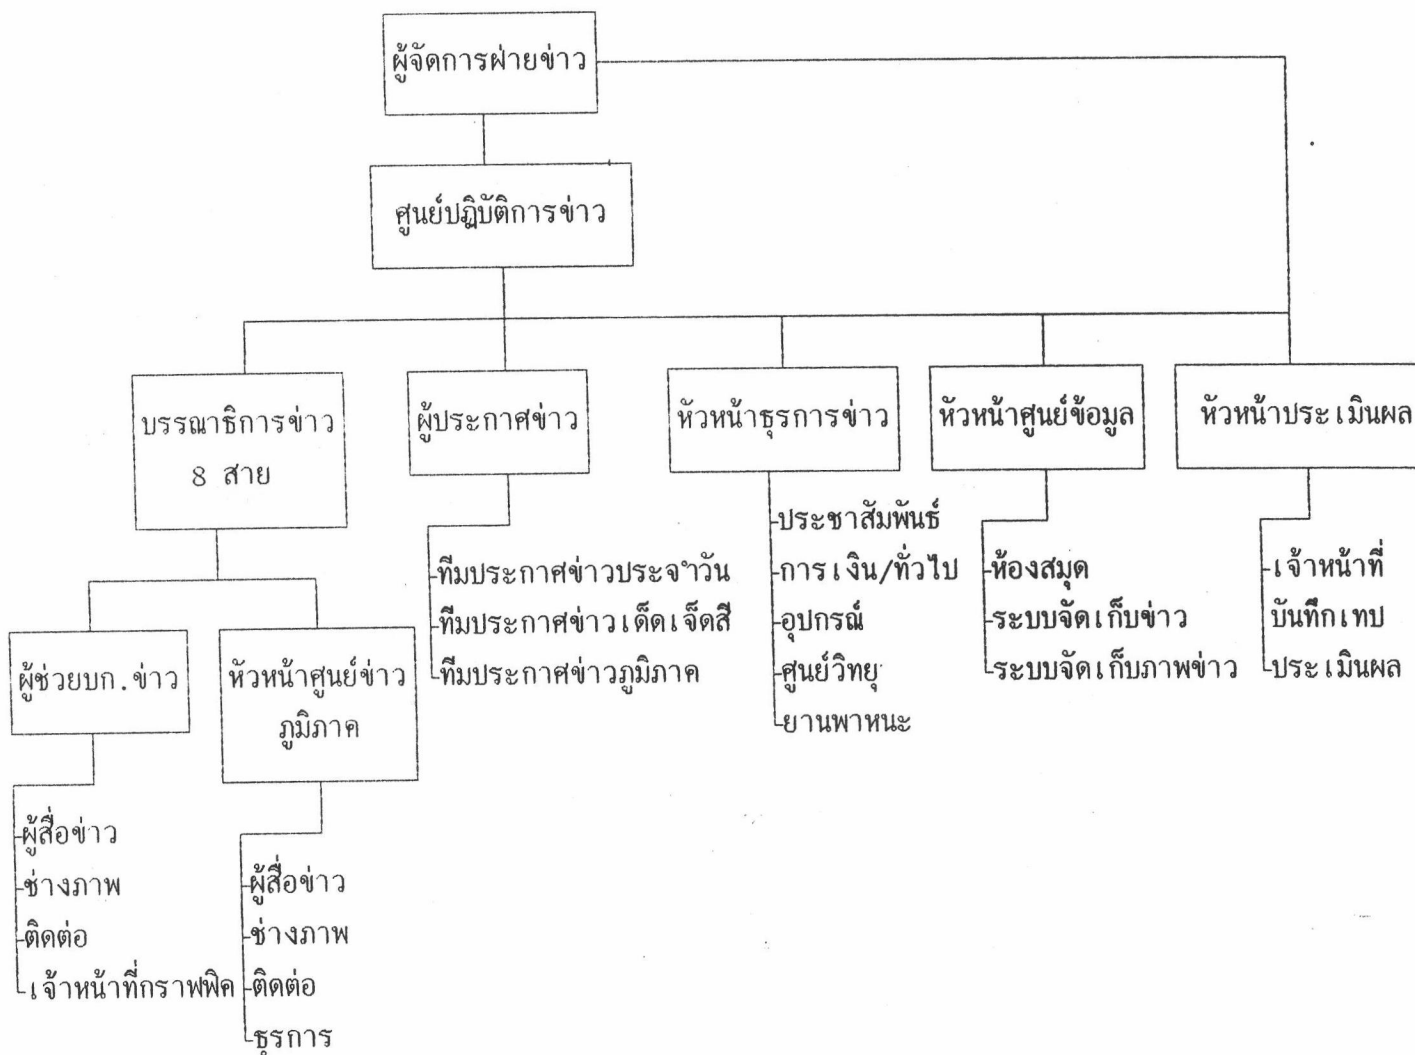 ผู้จัดการฝ่ายข่าว
ศูนย์ปฏิบัติการข่าว
บรรณาธิการข่าว
8 สาย
ผู้ประกาศข่าว
หัวหน้าธุรการข่าว
หัวหน้าศูนย์ข้อมูล
หัวหน้าประเมินผล
ผู้ช่วยบก.ข่าว
ผู้สื่อข่าว
ช่างภาพ
ติดต่อ
เจ้าหน้าที่กราฟฟิค
หัวหน้าศูนย์ข่าว
ภูมิภาค
ผู้สื่อข่าว
ช่างภาพ
ติดต่อ
ธุรการ
ทีมประกาศข่าวประจำวัน
ทีมประกาศข่าวเด็ดเจ็ดสี
ทีมประกาศข่าวภูมิภาค
ประชาสัมพันธ์
การเงิน/ทั่วไป
อุปกรณ์
ศูนย์วิทยุ
ยานพาหนะ
ห้องสมุด
ระบบจัดเก็บข่าว
ระบบจัดเก็บภาพข่าว
เจ้าหน้าที่
บันทึกเทป
ประเมินผล